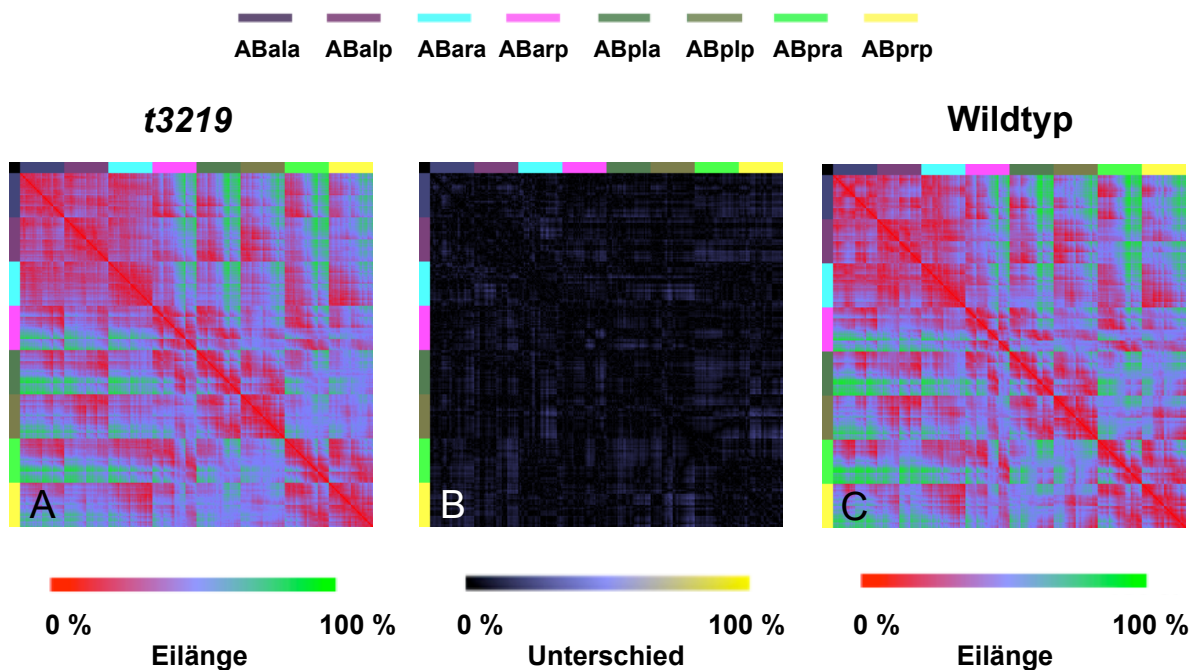 ABala ABalp ABara ABarp ABpla ABplp ABpra ABprp
t3219 Wildtyp
A B C
0 % 100 % 0 % 100 % 0 % 100 %
Eilänge Unterschied Eilänge